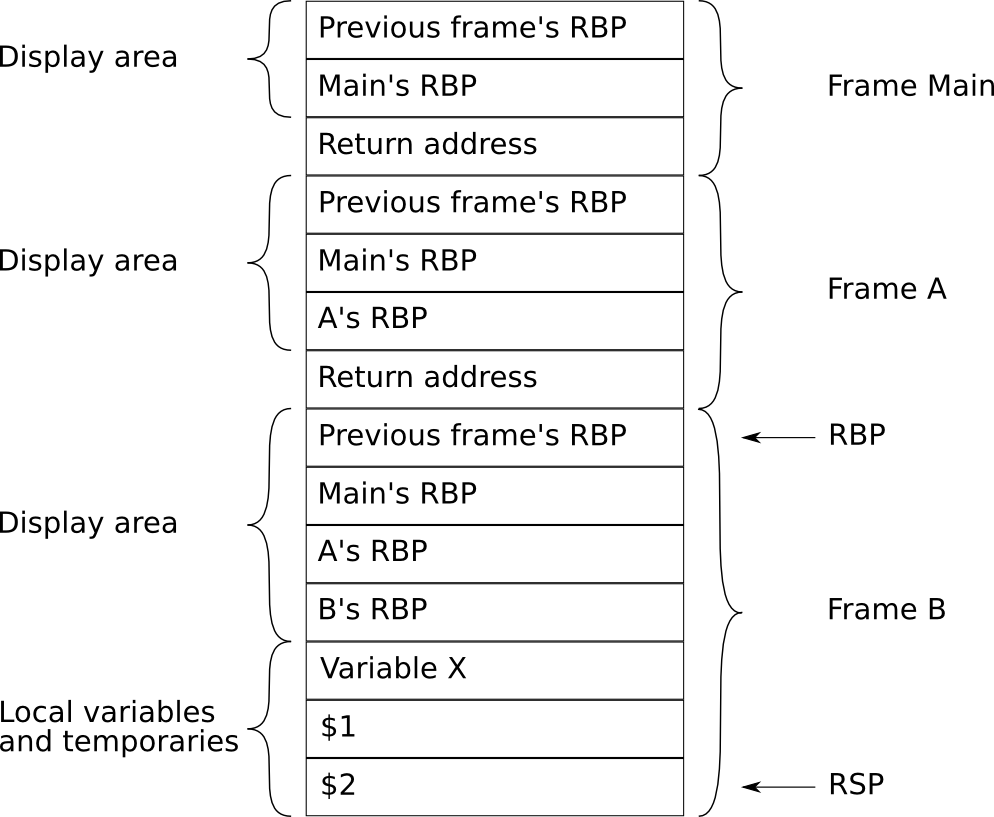 Previous frame's RBP
Display area
Main's RBP
Frame Main
Return address
Previous frame's RBP
Display area
Main's RBP
Frame A
A's RBP
Return address
Previous frame's RBP
RBP
Main's RBP
Display area
A's RBP
B's RBP
Frame B
Variable X
Local variables
and temporaries
$1
$2
RSP